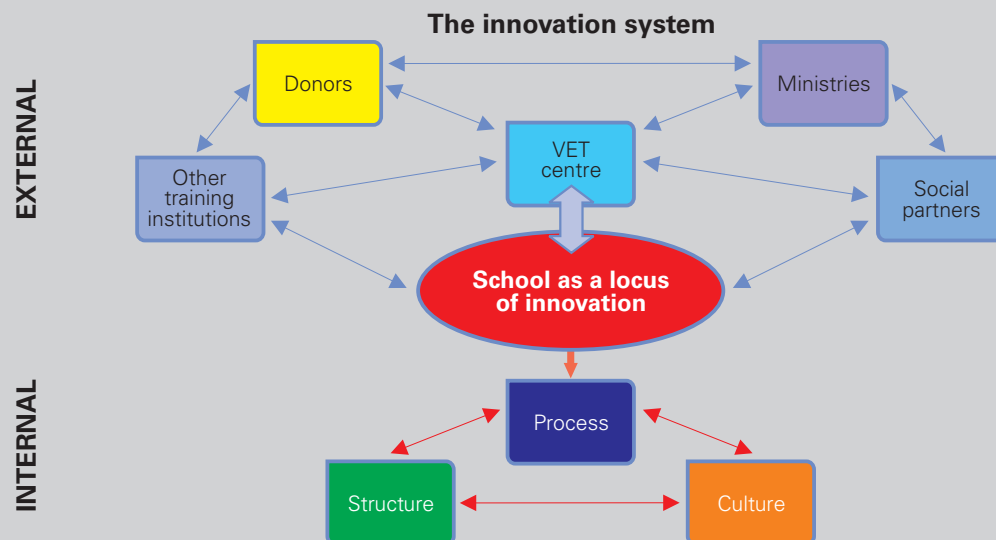 The innovation system
EXTERNAL
Donors
Ministries
VET
centre
Other
training
institutions
Social
partners
School as a locus
of innovation
INTERNAL
Process
Structure
Culture